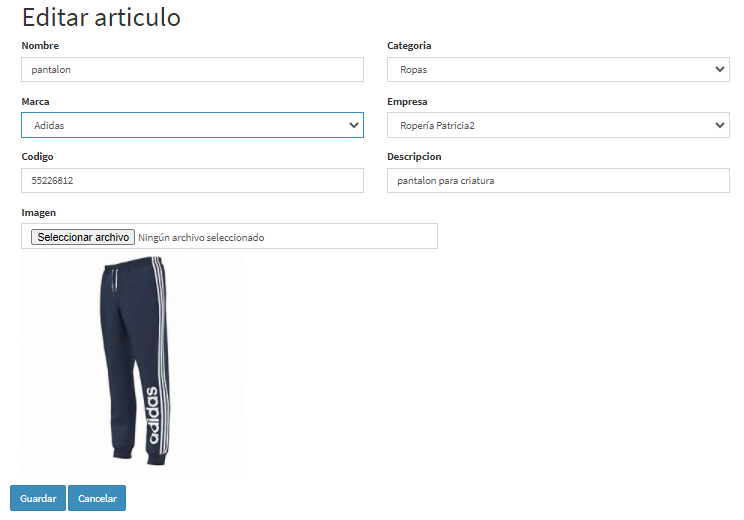 Editar articulo
Nombre
Categoria
pantalon
Ropas
Marca
Empresa
Adidas
Ropería Patricia2
Codigo
Descripcion
55226812
pantalon para criatura
Imagen
Seleccionar archivo Ningún archivo seleccionado
adidas
Guardar Cancelar